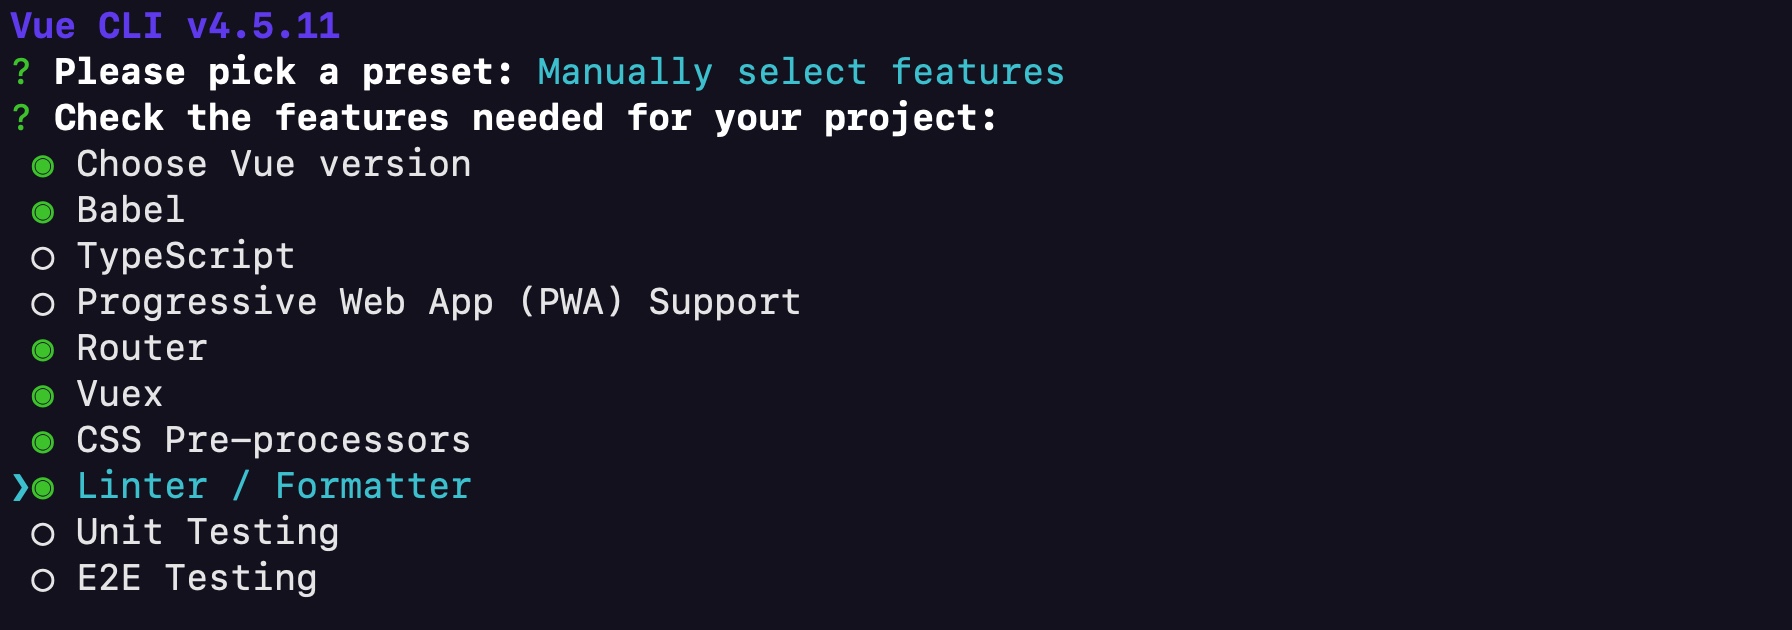 Vue CLI v4.5.11
? Please pick a preset: Manually select features
? Check the features needed for your project:
◉ Choose Vue version
◉ Babel
◯ TypeScript
◯ Progressive Web App (PWA) Support
◉ Router
◉ Vuex
◉ CSS Pre-processors
❯◉ Linter / Formatter
◯ Unit Testing
◯ E2E Testing